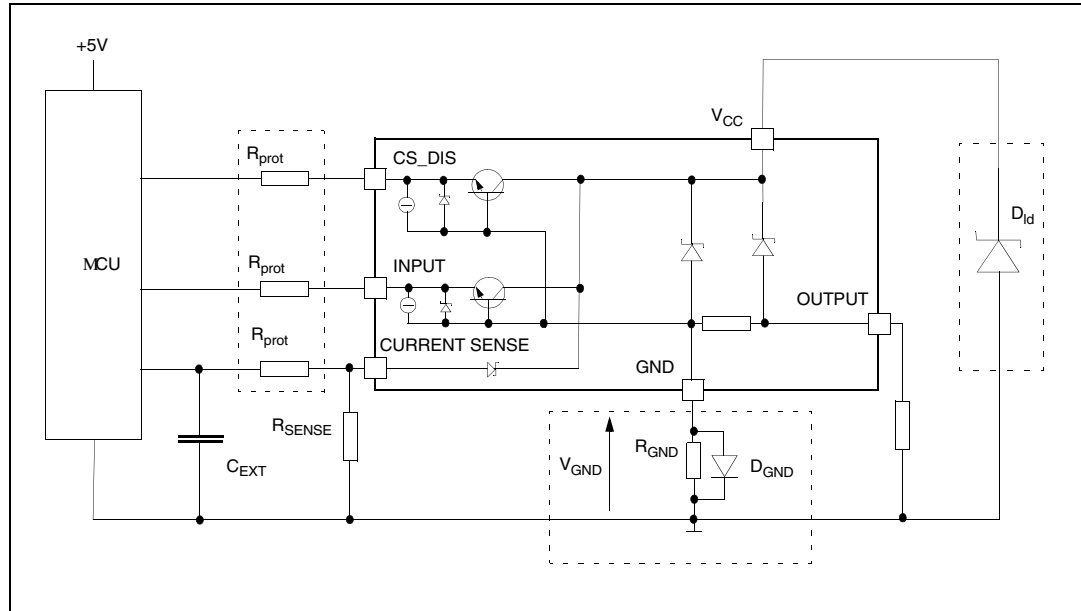 +5V
VCC
Rprot
CS_DIS
Dld
MCU
Rprot
INPUT
OUTPUT
Rprot
CURRENT SENSE
GND
RSENSE
RGND
CEXT
VGND
DGND